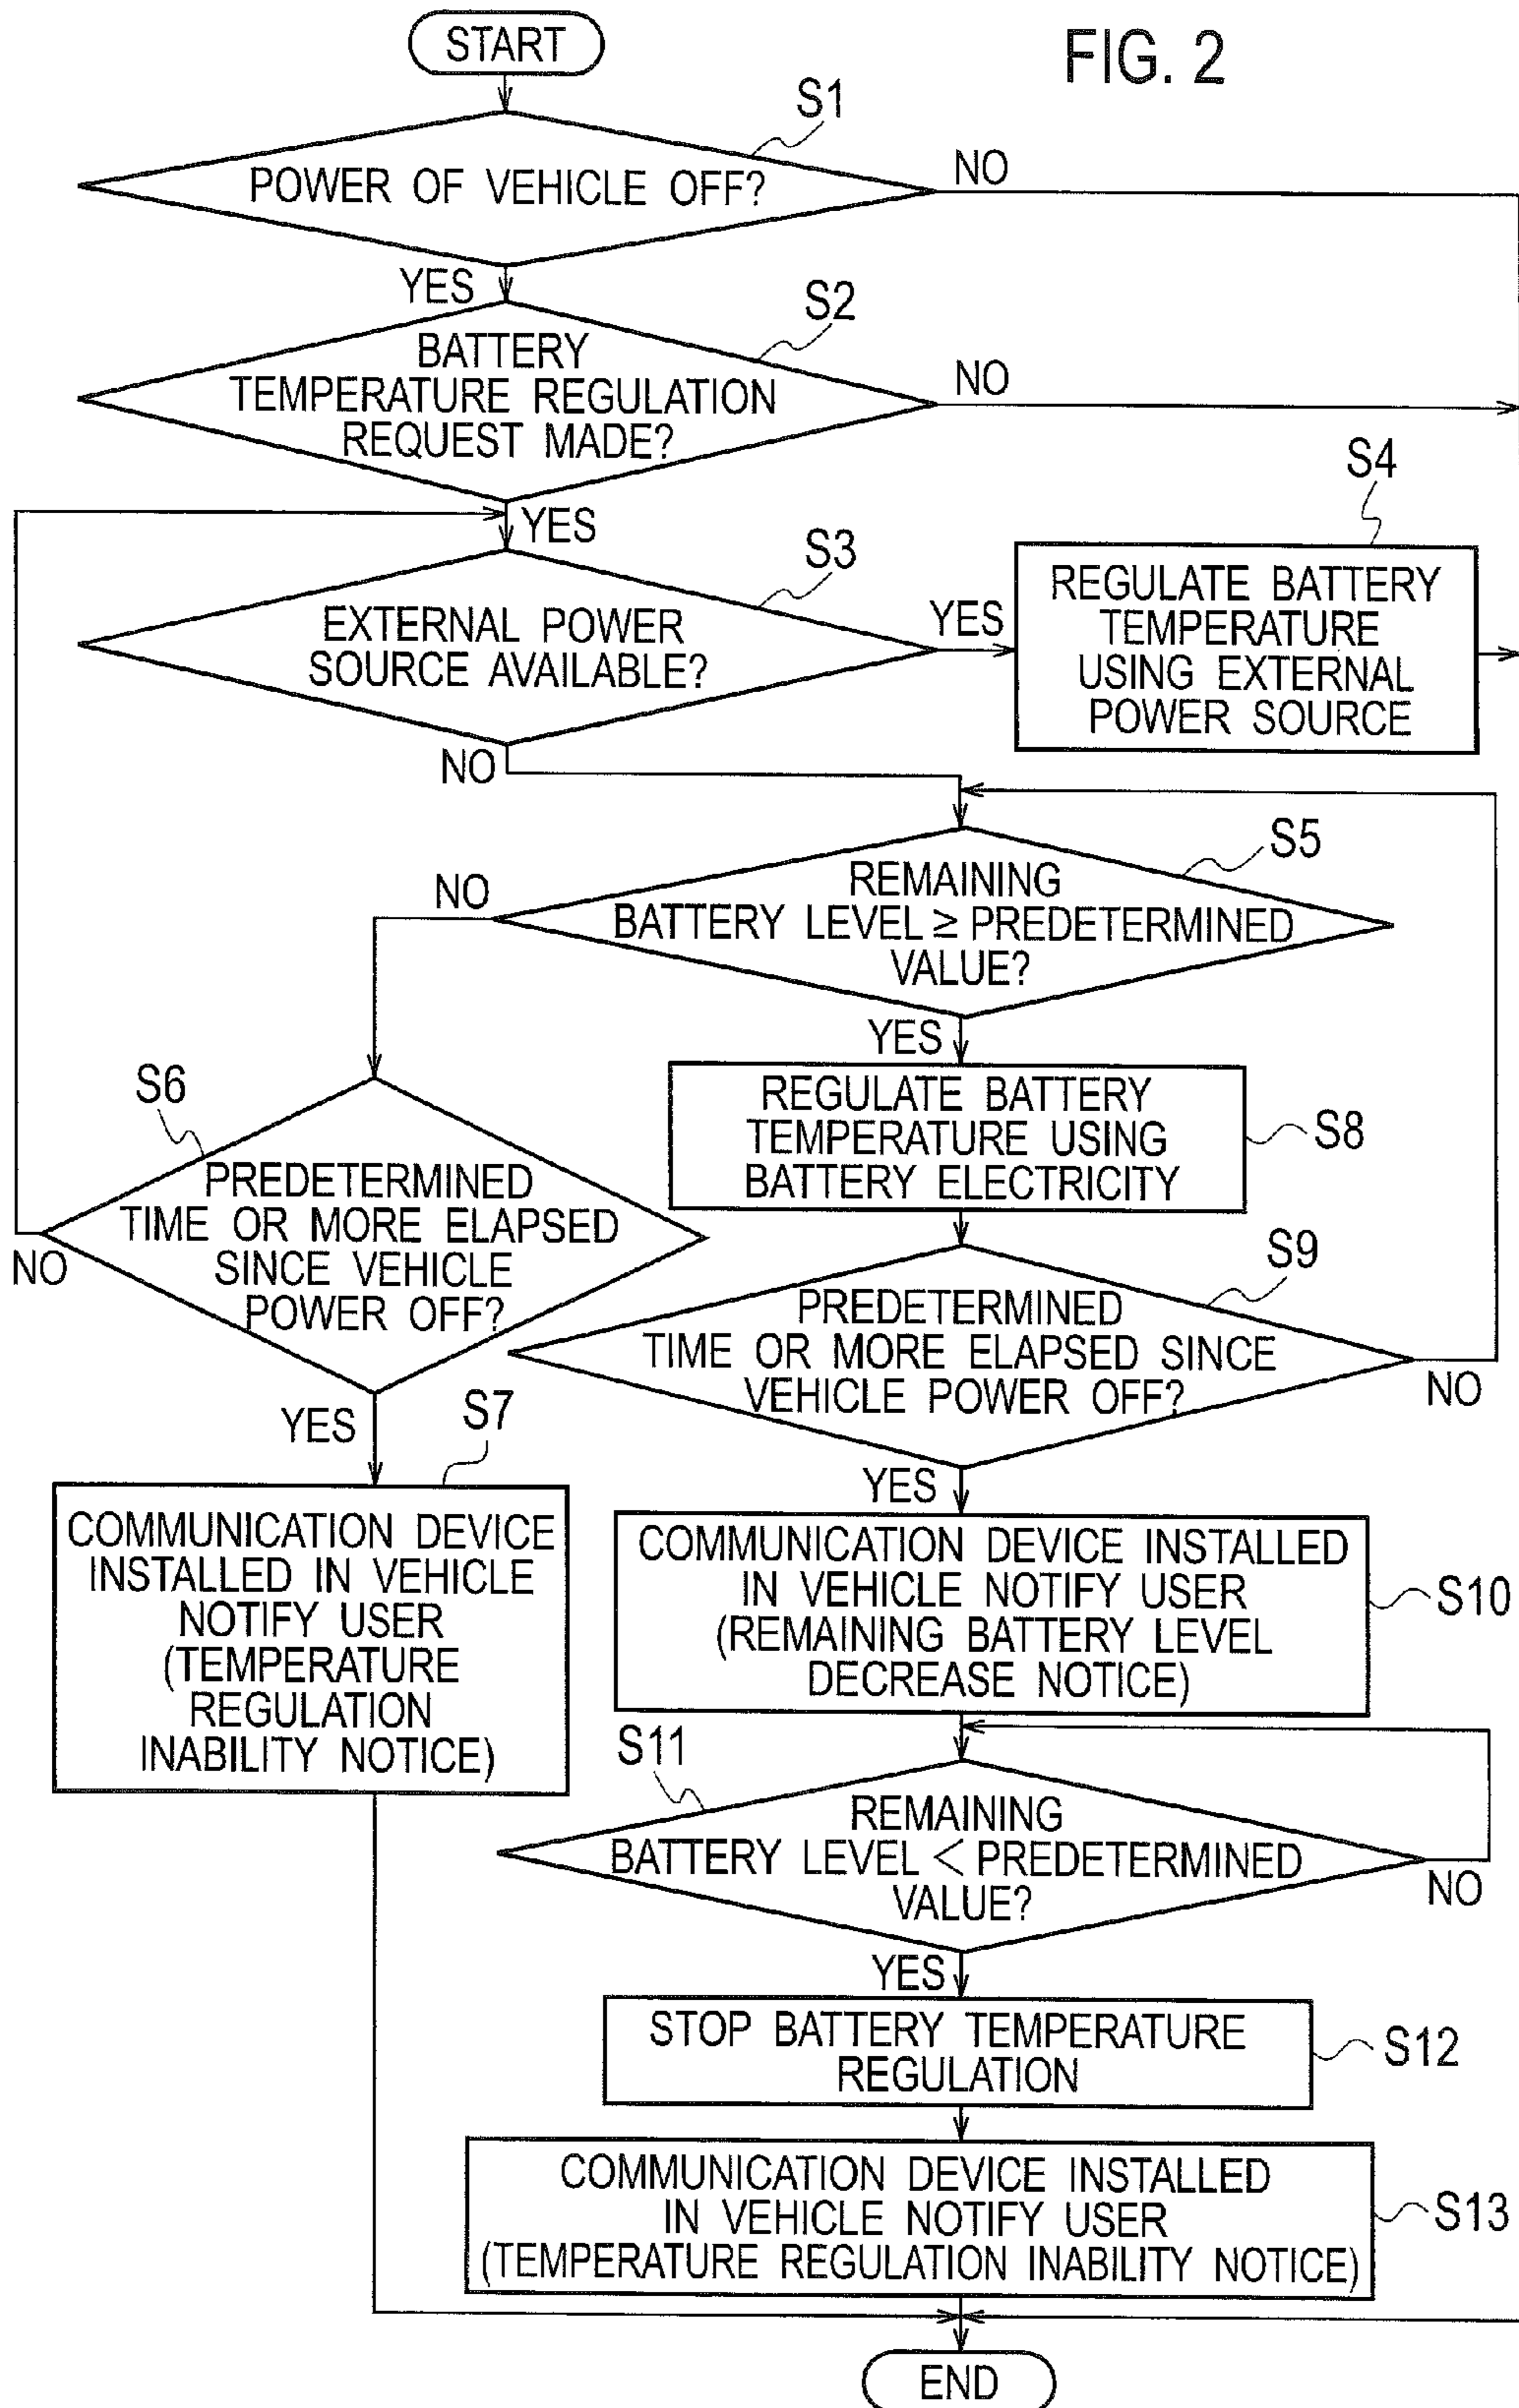 START
FIG. 2
S1
POWER OF VEHICLE OFF?
NO
YES
S2
BATTERY
TEMPERATURE REGULATION
REQUEST MADE?
NO
YES
S3
EXTERNAL POWER
SOURCE AVAILABLE?
YES
S4
REGULATE BATTERY
TEMPERATURE
USING EXTERNAL
POWER SOURCE
NO
S5
REMAINING
BATTERY LEVEL ≥ PREDETERMINED
VALUE?
NO
YES
S6
PREDETERMINED
TIME OR MORE ELAPSED
SINCE VEHICLE
POWER OFF?
NO
YES
REGULATE BATTERY
TEMPERATURE USING
BATTERY ELECTRICITY
S8
S9
PREDETERMINED
TIME OR MORE ELAPSED SINCE
VEHICLE POWER OFF?
NO
YES
S7
COMMUNICATION DEVICE
INSTALLED IN VEHICLE
NOTIFY USER
(TEMPERATURE
REGULATION
INABILITY NOTICE)
COMMUNICATION DEVICE INSTALLED
IN VEHICLE NOTIFY USER
(REMAINING BATTERY LEVEL
DECREASE NOTICE)
S10
S11
REMAINING
BATTERY LEVEL < PREDETERMINED
VALUE?
NO
YES
STOP BATTERY TEMPERATURE
REGULATION
S12
COMMUNICATION DEVICE INSTALLED
IN VEHICLE NOTIFY USER
(TEMPERATURE REGULATION INABILITY NOTICE)
S13
END